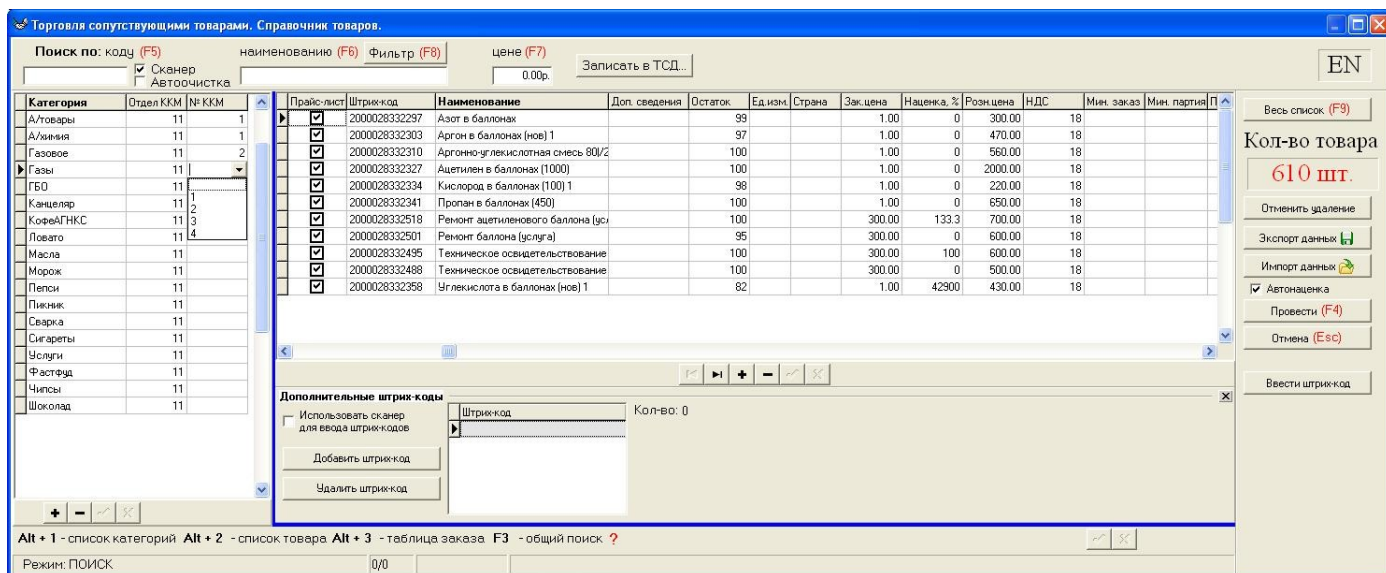 Торговля сопутствующими товарами. Справочник товаров.
Поиск по: коду (F5) наименованию (F6) Фильтр (F8) цене (F7)
Сканер
Автоочистка
0.00р.
Записать в ТСД...
EN
Категория Отдел ККМ № ККМ
А/товары 11 1
А/химия 11 1
Газовое 11 2
Газы 11
ГБО 11
Канцеляр 11
КофеАГНКС 11
Ловато 11
Масла 11
Морож 11
Пепси 11
Пикник 11
Сварка 11
Сигареты 11
Услуги 11
Фастфуд 11
Чипсы 11
Шоколад 11
1
2
3
4
Прайс-лист Штрих-код Наименование Доп. сведения Остаток Ед.изм. Страна Зак.цена Наценка, % Розн.цена НДС Мин. заказ Мин. партия П
2000028332297 Азот в баллонах 99 1.00 0 300.00 18
2000028332303 Аргон в баллонах (нов) 1 97 1.00 0 470.00 18
2000028332310 Аргонно-углекислотная смесь 80/2 100 1.00 0 560.00 18
2000028332327 Ацетилен в баллонах (1000) 100 1.00 0 2000.00 18
2000028332334 Кислород в баллонах (100) 1 98 1.00 0 220.00 18
2000028332341 Пропан в баллонах (450) 100 1.00 0 650.00 18
2000028332518 Ремонт ацетиленового баллона (ус 100 300.00 133.3 700.00 18
2000028332501 Ремонт баллона (услуга) 95 300.00 0 600.00 18
2000028332495 Техническое освидетельствование 100 300.00 100 600.00 18
2000028332488 Техническое освидетельствование 100 300.00 0 500.00 18
2000028332358 Углекислота в баллонах (нов) 1 82 1.00 42900 430.00 18
Весь список (F9)
Кол-во товара
610 шт.
Отменить удаление
Экспорт данных
Импорт данных
Автонаценка
Провести (F4)
Отмена (Esc)
Ввести штрих-код
Дополнительные штрих-коды
Использовать сканер
для ввода штрих-кодов
Добавить штрих-код
Удалить штрих-код
Штрих-код
Кол-во: 0
Alt + 1 - список категорий Alt + 2 - список товара Alt + 3 - таблица заказа F3 - общий поиск ?
Режим: ПОИСК 0/0